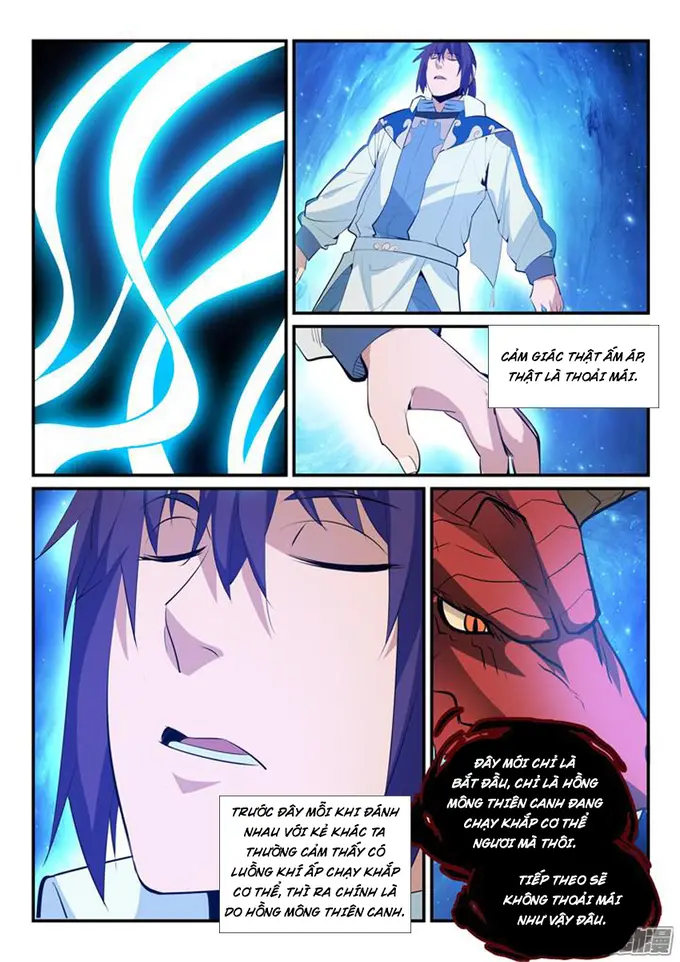 CẢM GIÁC THẬT ẤM ÁP,
THẬT LÀ THOẢI MÁI.
TRƯỚC ĐÂY MỖI KHI ĐÁNH
NHAU VỚI KẺ KHÁC TA
THƯỜNG CẢM THẤY CÓ
LUỒNG KHÍ ẤP CHẠY KHẮP
CƠ THỂ, THÌ RA CHÍNH LÀ
DO HỒNG MÔNG THIÊN CANH.
ĐÂY MỚI CHỈ LÀ
BẮT ĐẦU, CHỈ LÀ HỒNG
MÔNG THIÊN CANH ĐANG
CHẠY KHẮP CƠ THỂ
NGƯƠI MÀ THÔI.
TIẾP THEO SẼ
KHÔNG THOẢI MÁI
NHƯ VẬY ĐÂU.